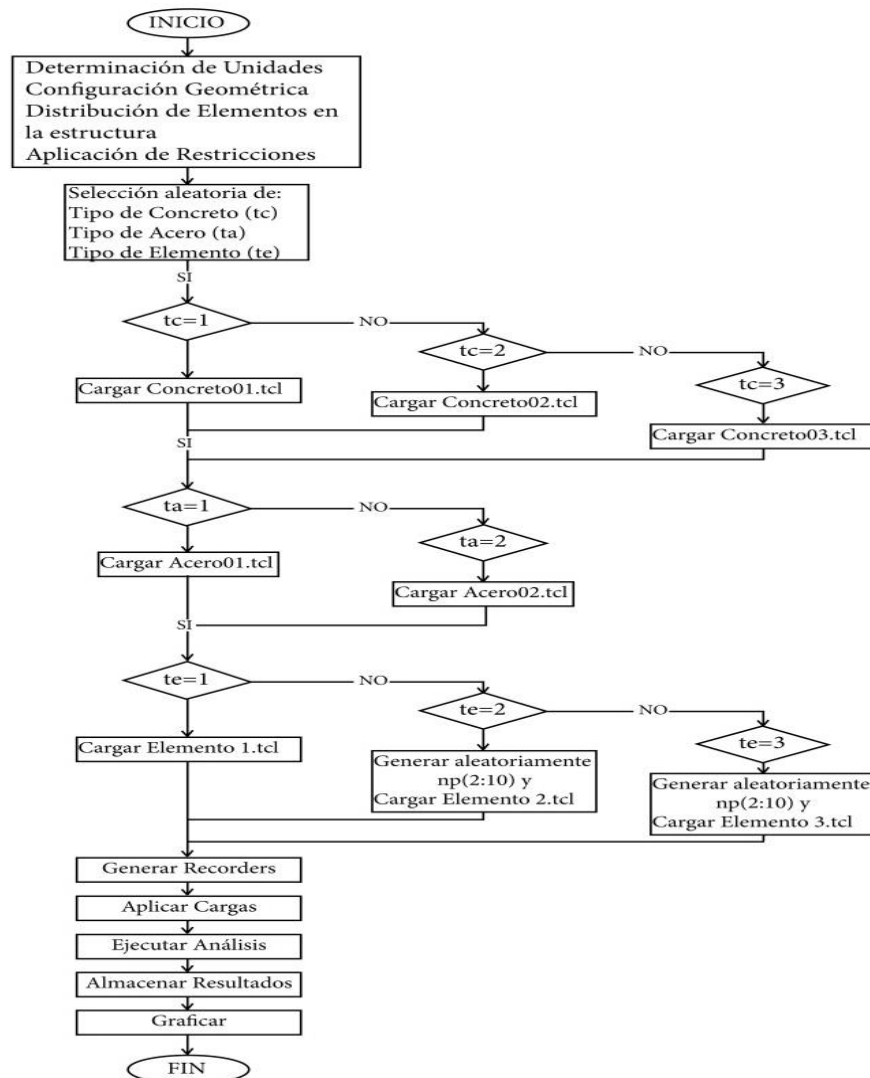 INICIO
Determinación de Unidades
Configuración Geométrica
Distribución de Elementos en
la estructura
Aplicación de Restricciones
Selección aleatoria de:
Tipo de Concreto (tc)
Tipo de Acero (ta)
Tipo de Elemento (te)
SI
tc=1
NO
tc=2
NO
tc=3
Cargar Concreto01.tcl
Cargar Concreto02.tcl
Cargar Concreto03.tcl
SI
ta=1
NO
ta=2
Cargar Acero01.tcl
Cargar Acero02.tcl
SI
te=1
NO
te=2
NO
te=3
Cargar Elemento 1.tcl
Generar aleatoriamente
np(2:10) y
Cargar Elemento 2.tcl
Generar aleatoriamente
np(2:10) y
Cargar Elemento 3.tcl
Generar Recorders
Aplicar Cargas
Ejecutar Análisis
Almacenar Resultados
Graficar
FIN